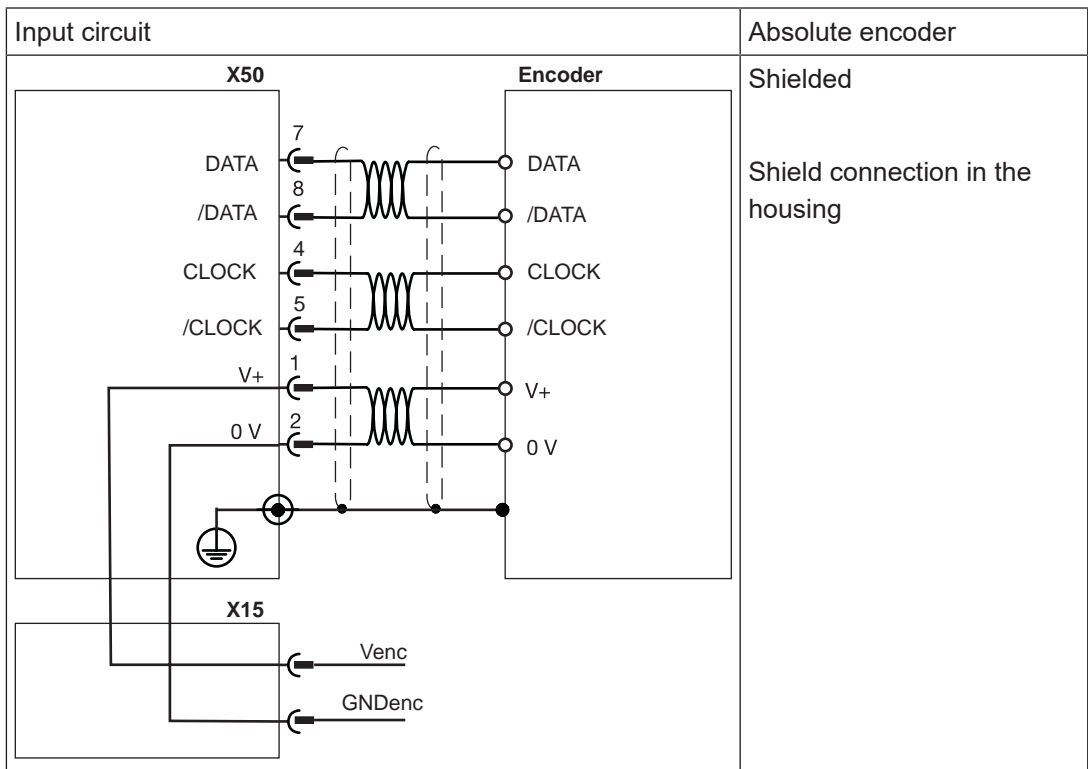 Input circuit
Absolute encoder
X50
Encoder
Shielded
Shield connection in the
housing
7
DATA
DATA
8
/DATA
/DATA
4
CLOCK
CLOCK
5
/CLOCK
/CLOCK
1
V+
V+
2
0 V
0 V
X15
Venc
GNDenc